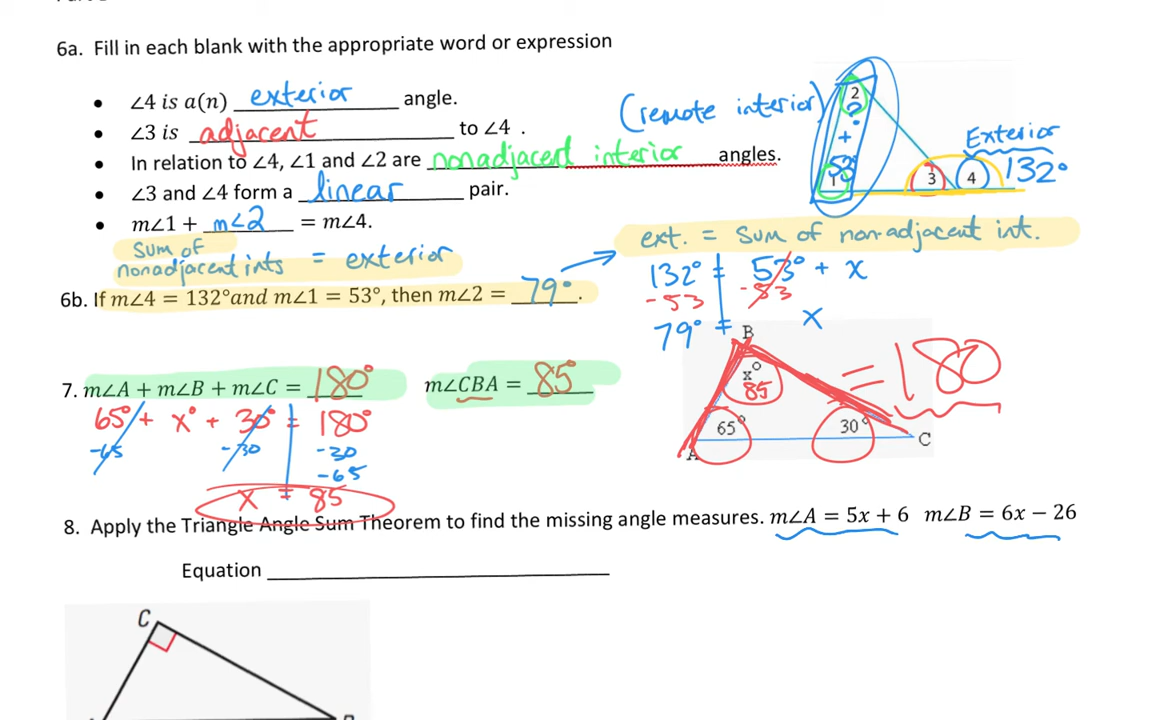 6a. Fill in each blank with the appropriate word or expression
• ∠4 is a(n) exterior angle.
(remote interior)
2
?
+
53°
1
3
4
Exterior
132°
• ∠3 is adjacent to ∠4 .
• In relation to ∠4, ∠1 and ∠2 are nonadjacent interior angles.
• ∠3 and ∠4 form a linear pair.
• m∠1 + m∠2 = m∠4.
sum of
nonadjacent ints = exterior
ext. = sum of non-adjacent int.
132° = 53° + x
-53 -53
79° = x
6b. If m∠4 = 132°and m∠1 = 53°, then m∠2 = 79°.
7. m∠A + m∠B + m∠C = 180° m∠CBA = 85
65° + x° + 30° = 180°
-65 -30 -30
-65
x = 85
B
x°
85
65°
30°
A
C
= 180
8. Apply the Triangle Angle Sum Theorem to find the missing angle measures. m∠A = 5x + 6 m∠B = 6x − 26
Equation
C